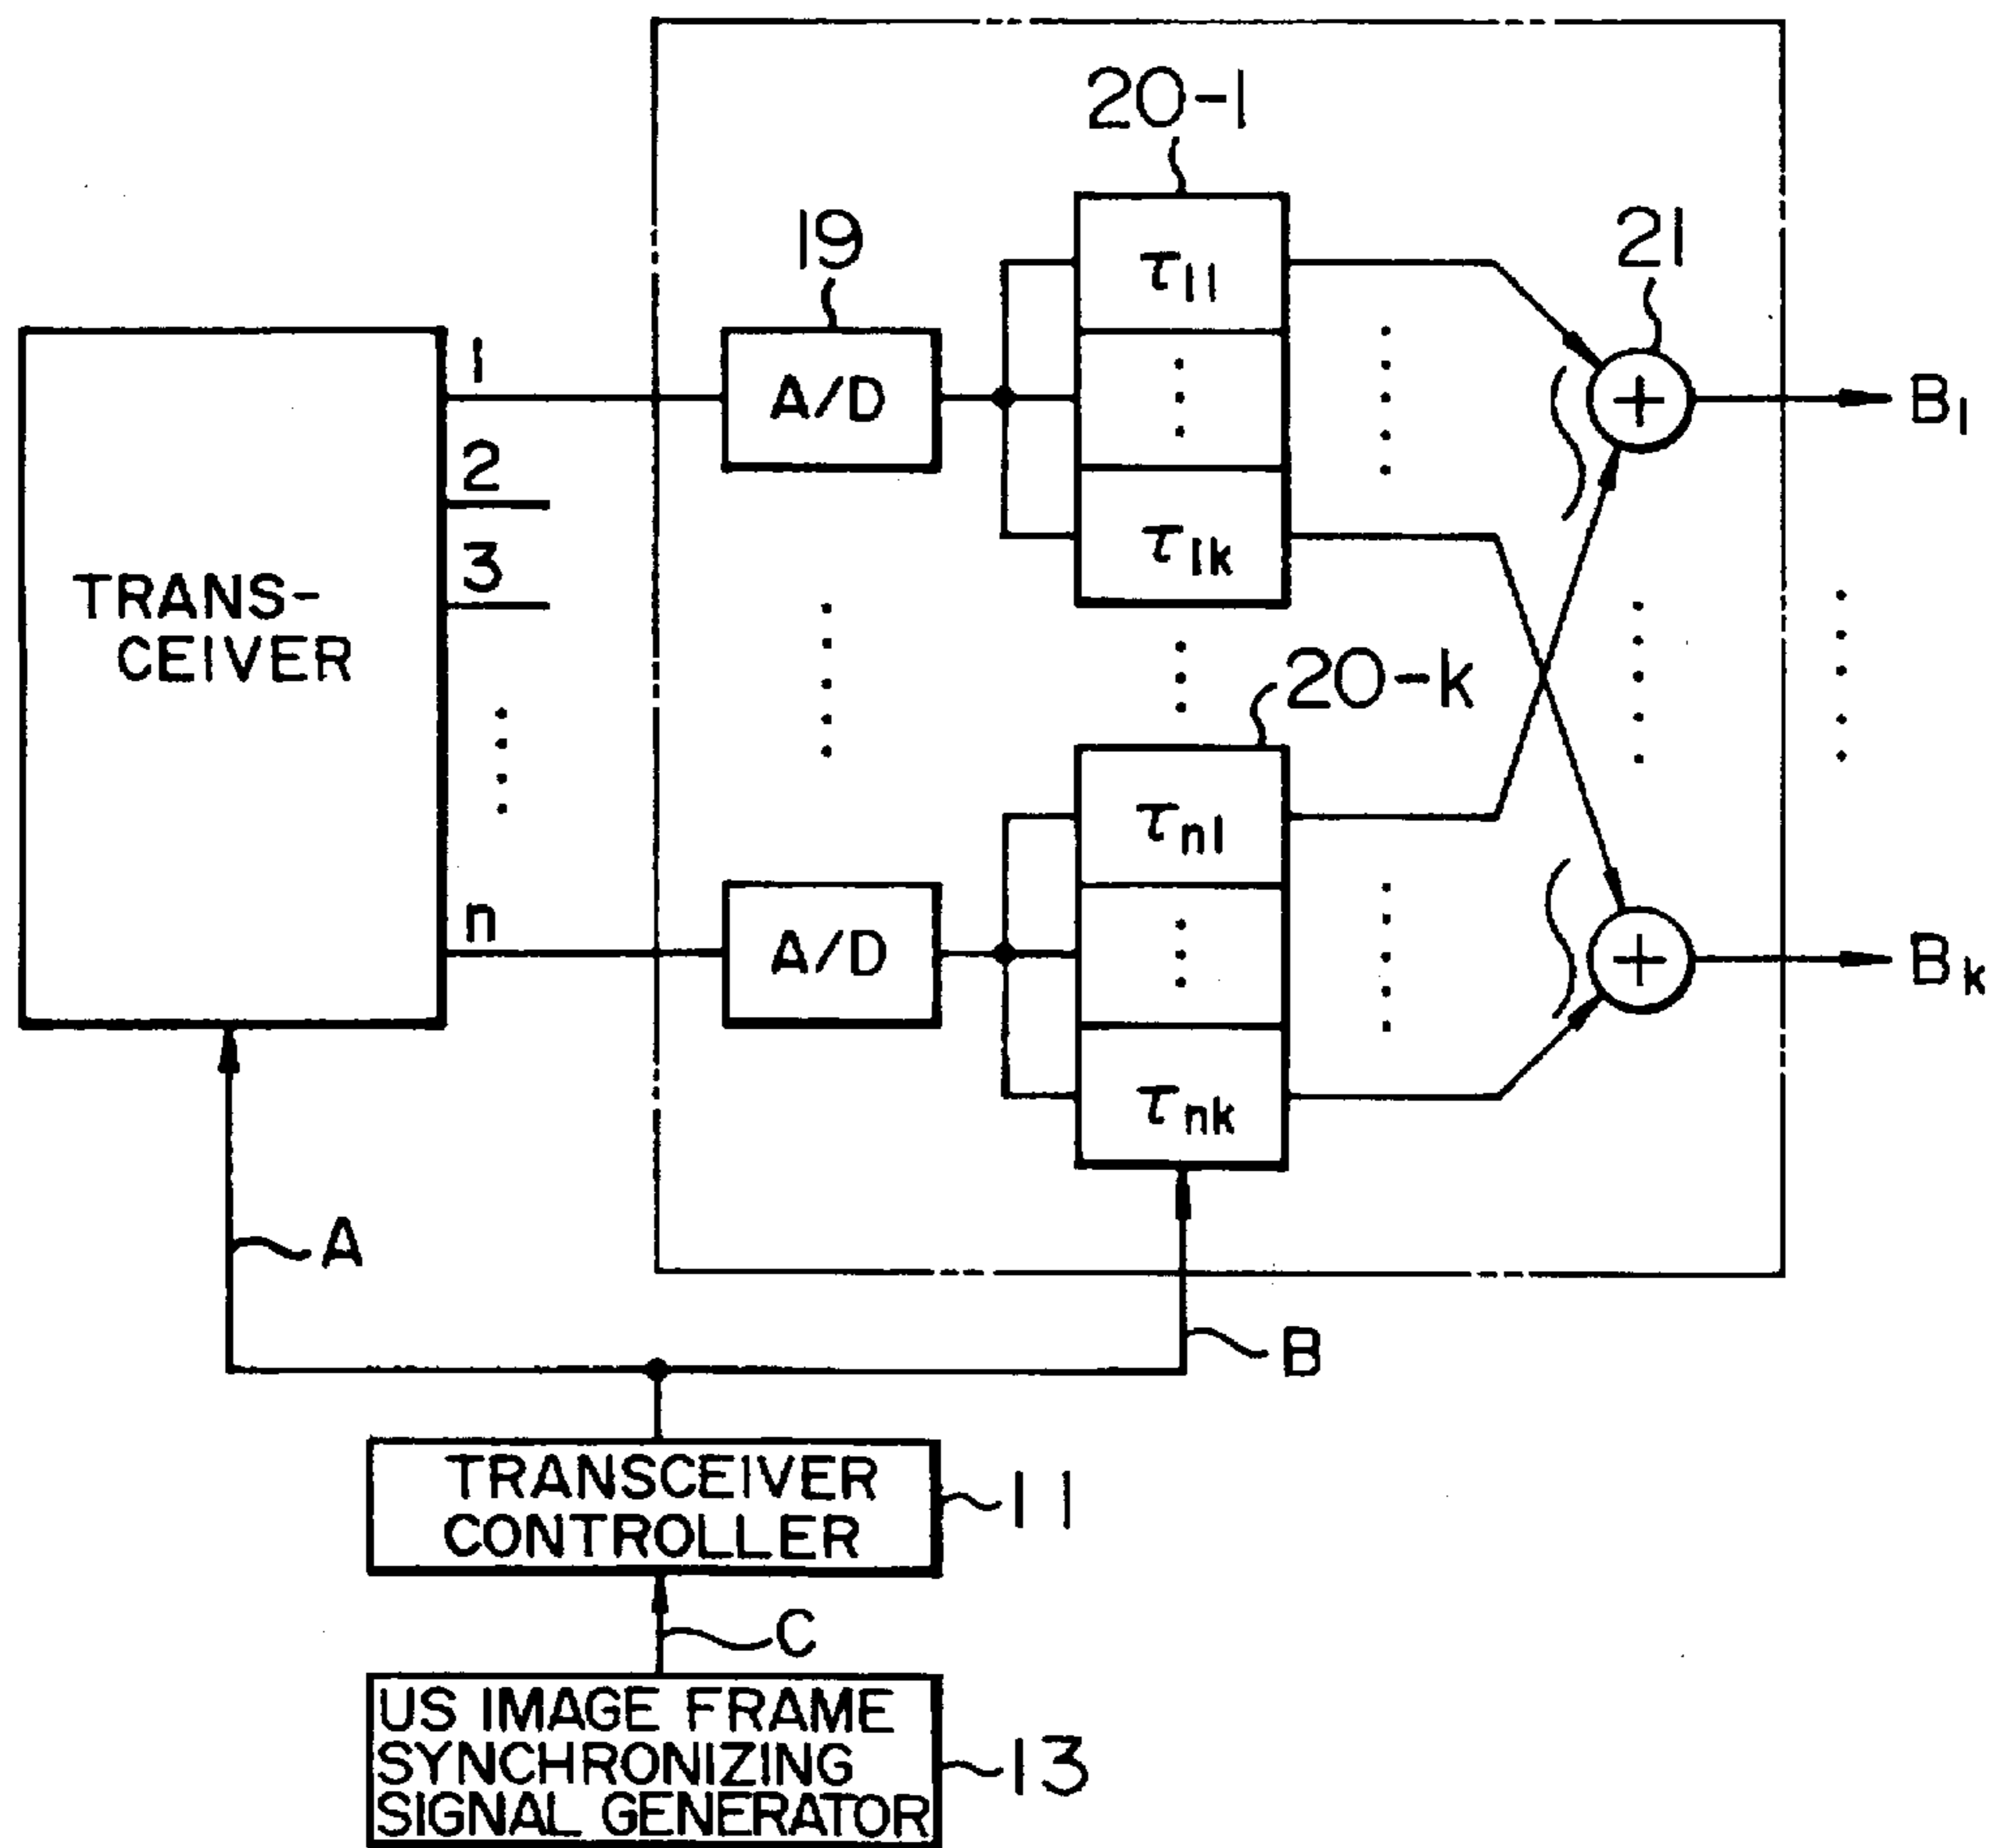 20-1
19
τ11
21
1
A/D
+
B1
2
3
τ1k
TRANS-
CEIVER
20-k
τn1
n
A/D
+
Bk
τnk
A
B
TRANSCEIVER
CONTROLLER
11
C
US IMAGE FRAME
SYNCHRONIZING
SIGNAL GENERATOR
13